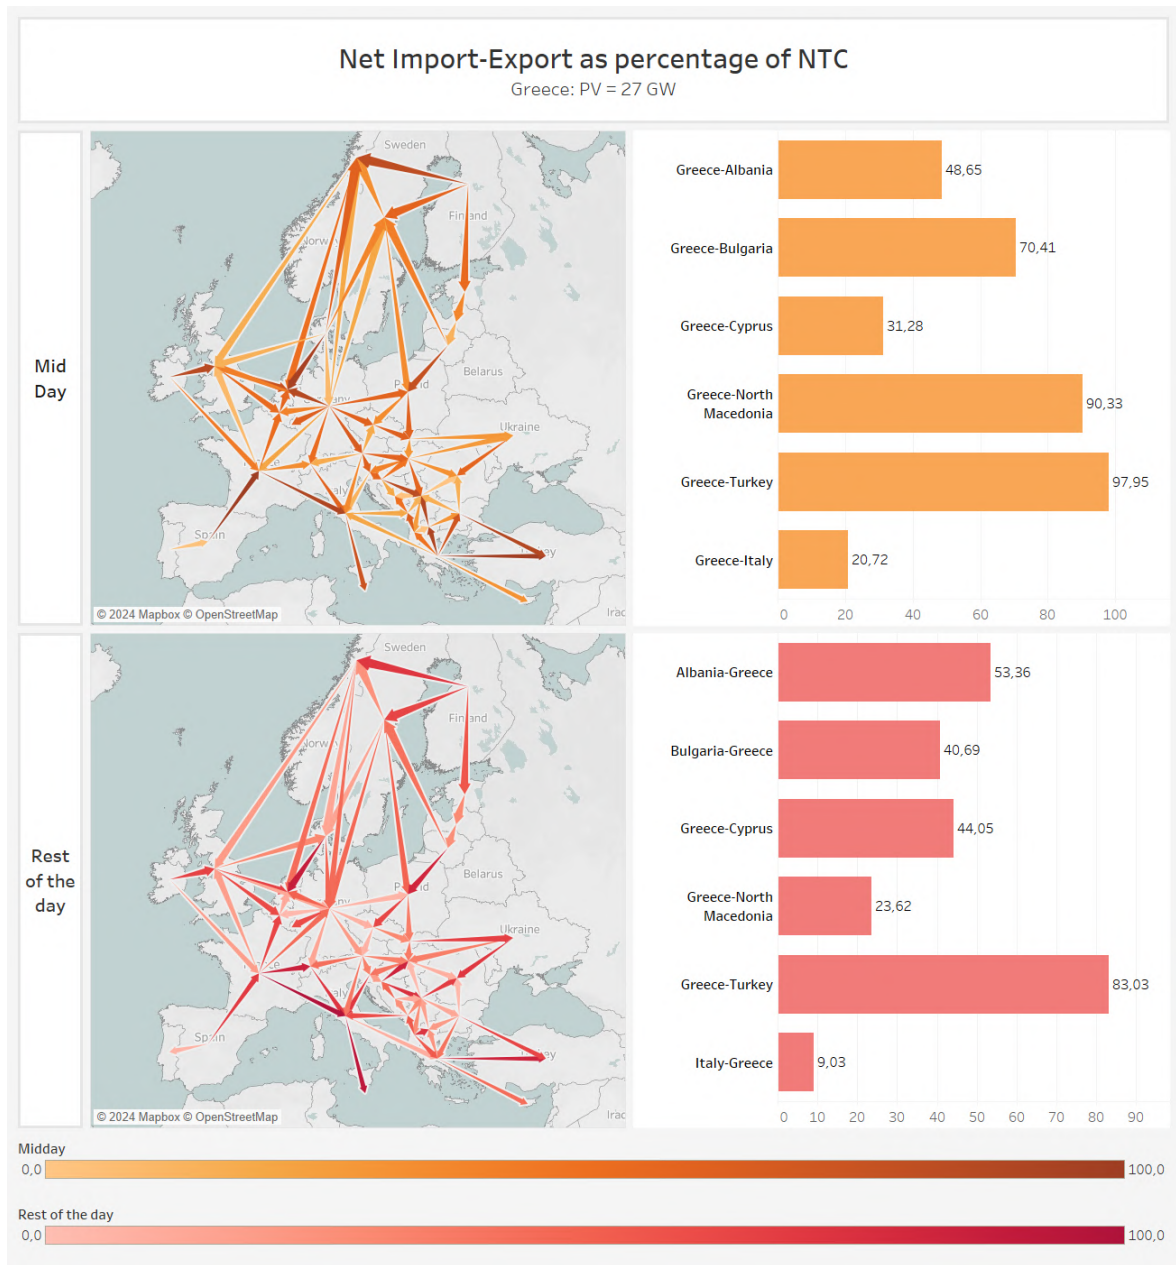 Net Import-Export as percentage of NTC
Greece: PV = 27 GW
Mid
Day
Sweden
Finland
Belarus
Ukraine
Spain
Iraq
© 2024 Mapbox © OpenStreetMap
Greece-Albania
48,65
Greece-Bulgaria
70,41
Greece-Cyprus
31,28
Greece-North
Macedonia
90,33
Greece-Turkey
97,95
Greece-Italy
20,72
0 20 40 60 80 100
Rest
of the
day
Sweden
Finland
Norway
Belarus
Ukraine
Spain
© 2024 Mapbox © OpenStreetMap
Albania-Greece
53,36
Bulgaria-Greece
40,69
Greece-Cyprus
44,05
Greece-North
Macedonia
23,62
Greece-Turkey
83,03
Italy-Greece
9,03
0 10 20 30 40 50 60 70 80 90
Midday
0,0 100,0
Rest of the day
0,0 100,0